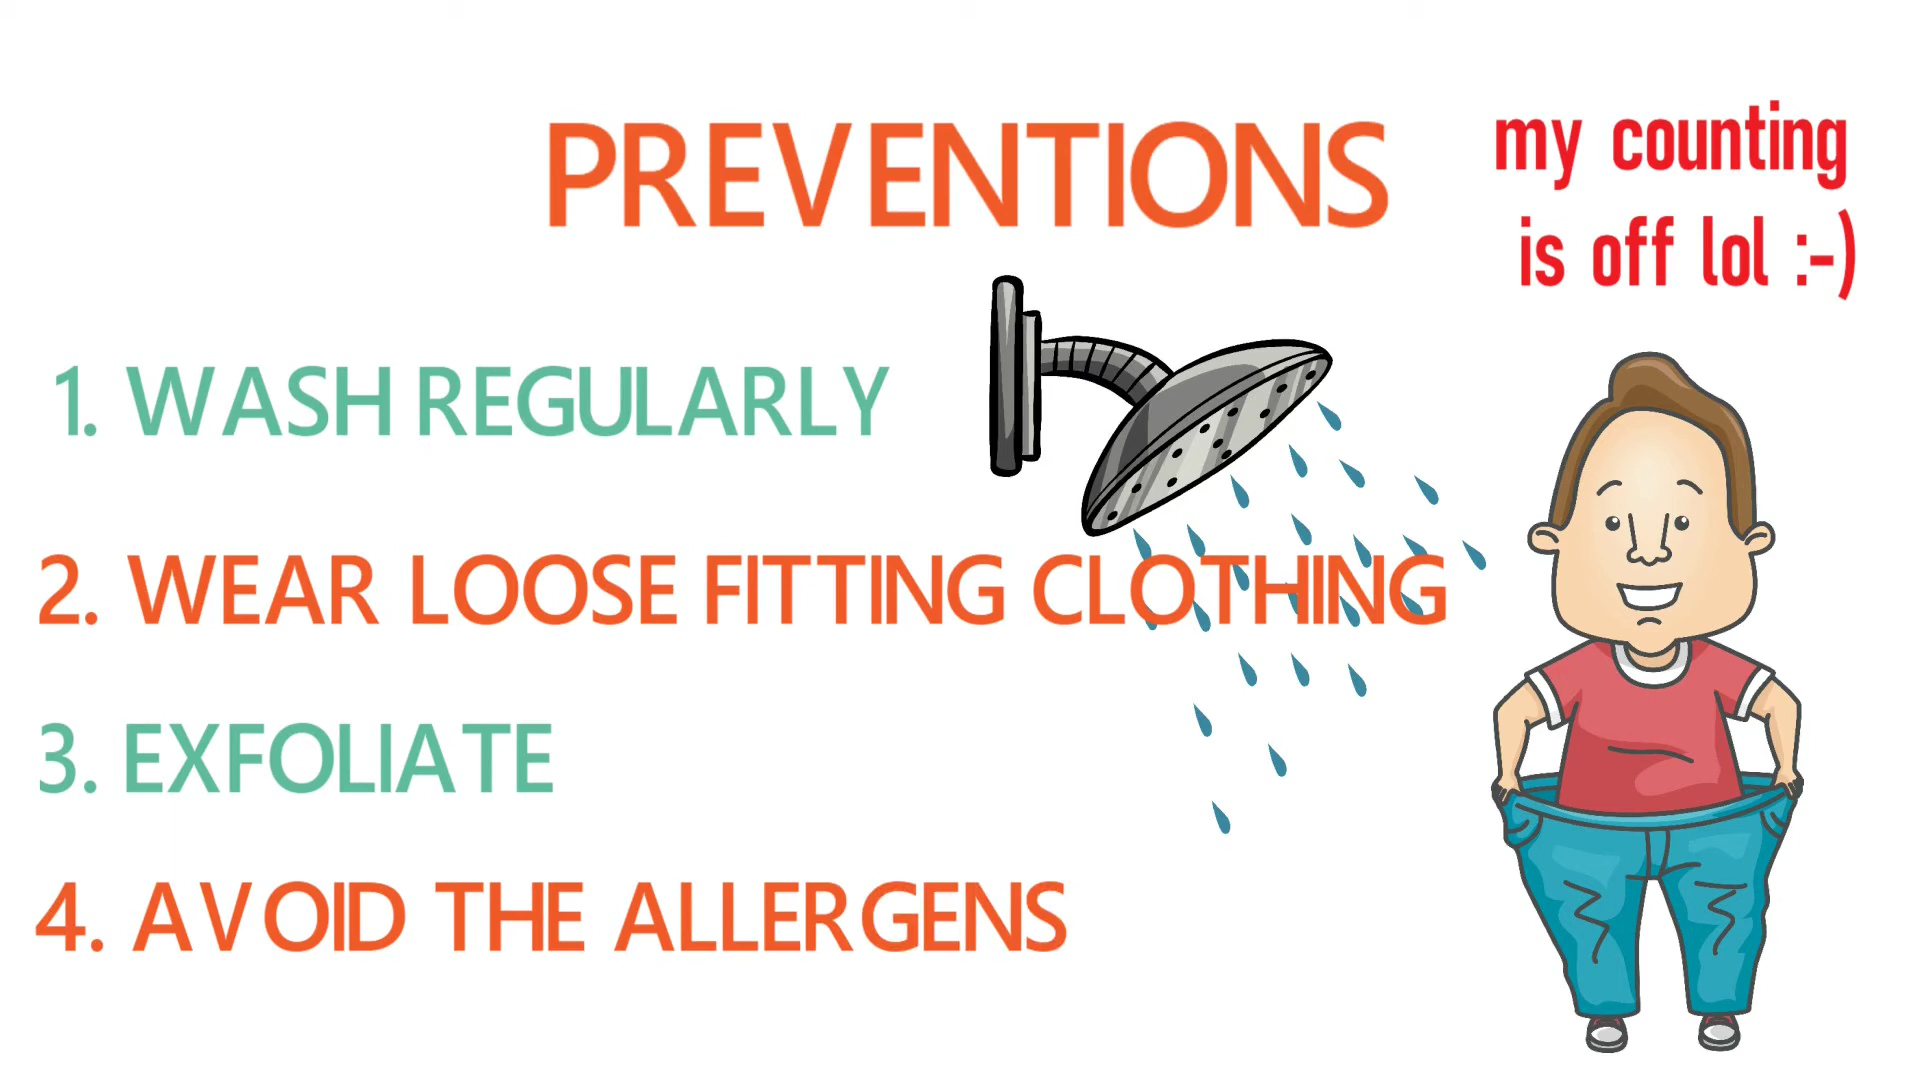 PREVENTIONS
my counting
is off lol :-)
1. WASH REGULARLY
2. WEAR LOOSE FITTING CLOTHING
3. EXFOLIATE
4. AVOID THE ALLERGENS